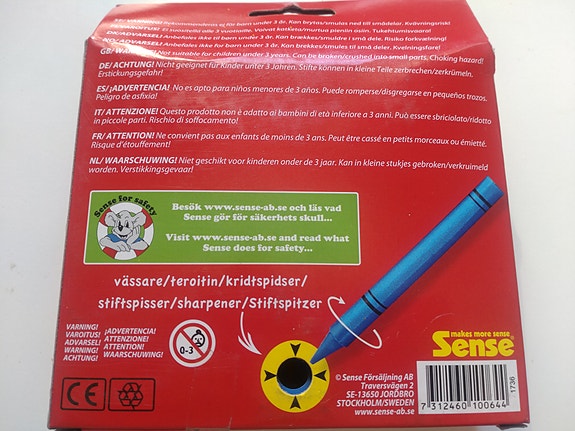 SE/ VARNING! Rekommenderas ej för barn under 3 år. Kan brytas/smulas ned till smådelar. Kvävningsrisk!
FI/VAROITUS! Ei sovellu alle 3 vuotiaille. Voivat katketa/murtua pieniin osiin. Tukehtumisvaara!
DK/ADVARSEL! Anbefales ikke til børn under 3 år. Kan brækkes/smuldre i små dele. Risiko for kvælning!
NO/ADVARSEL! Anbefales ikke for barn under 3 år. Kan brekkes/smules til små deler. Kvelningsfare!
GB/ WARNING! Not suitable for children under 3 years. Can be broken/crushed into small parts. Choking hazard!
DE/ ACHTUNG! Nicht geeignet für Kinder unter 3 Jahren. Stifte können in kleine Teile zerbrechen/zerkrümeln.
Erstickungsgefahr!
ES/ ¡ADVERTENCIA! No es apto para niños menores de 3 años. Puede romperse/disgregarse en pequeños trozos.
Peligro de asfixia!
IT/ ATTENZIONE! Questo prodotto non è adatto ai bambini di età inferiore a 3 anni. Può essere sbriciolato/ridotto
in piccole parti. Rischio di soffocamento!
FR/ ATTENTION! Ne convient pas aux enfants de moins de 3 ans. Peut être cassé en petits morceaux ou émietté.
Risque d'étouffement!
NL/ WAARSCHUWING! Niet geschikt voor kinderen onder de 3 jaar. Kan in kleine stukjes gebroken/verkruimeld
worden. Verstikkingsgevaar!
Sense for safety
Besök www.sense-ab.se och läs vad
Sense gör för säkerhets skull...
Visit www.sense-ab.se and read what
Sense does for safety...
vässare/teroitin/kridtspidser/
stiftspisser/sharpener/Stiftspitzer
VARNING!
VAROITUS!
ADVARSEL!
WARNING!
ACHTUNG!
¡ADVERTENCIA!
ATTENZIONE!
ATTENTION!
WAARSCHUWING!
0-3
CE
makes more sense
Sense
© Sense Försäljning AB
Traversvägen 2
SE-13650 JORDBRO
STOCKHOLM/SWEDEN
www.sense-ab.se
7 312460 100644
1736